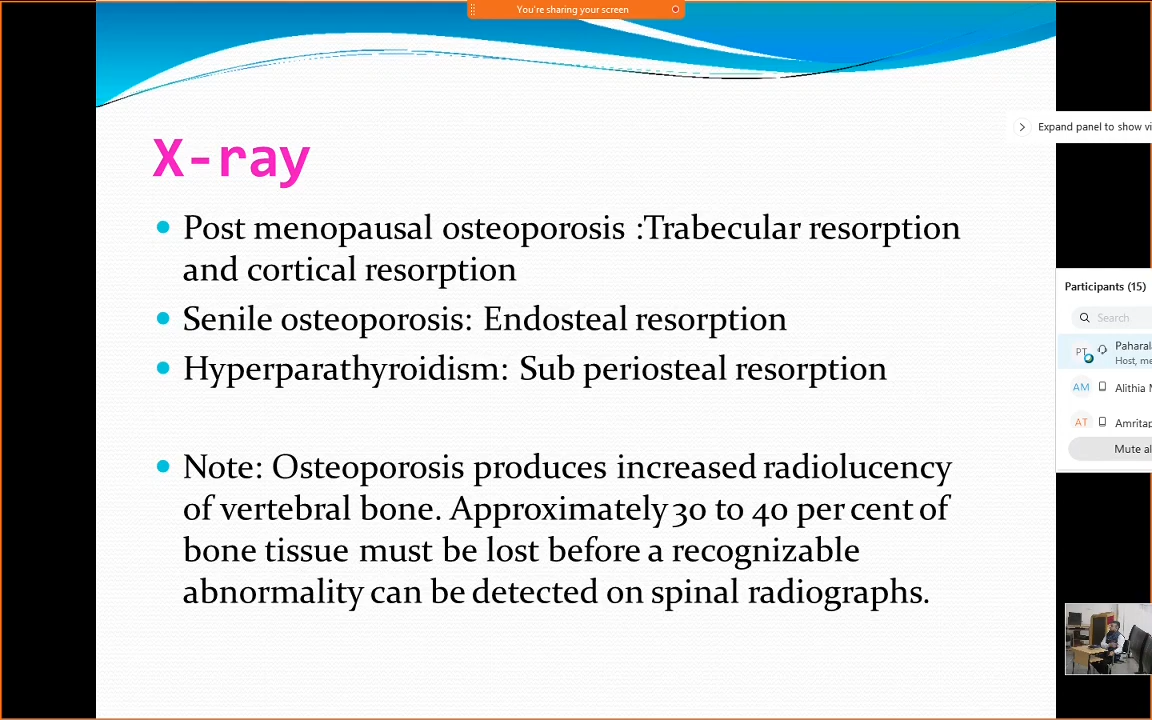 You're sharing your screen
Expand panel to show vi
X-ray
Post menopausal osteoporosis :Trabecular resorption
and cortical resorption
Senile osteoporosis: Endosteal resorption
Hyperparathyroidism: Sub periosteal resorption
Note: Osteoporosis produces increased radiolucency
of vertebral bone. Approximately 30 to 40 per cent of
bone tissue must be lost before a recognizable
abnormality can be detected on spinal radiographs.
Participants (15)
Search
PT Paharal
Host, me
AM Alithia M
AT Amritap
Mute al